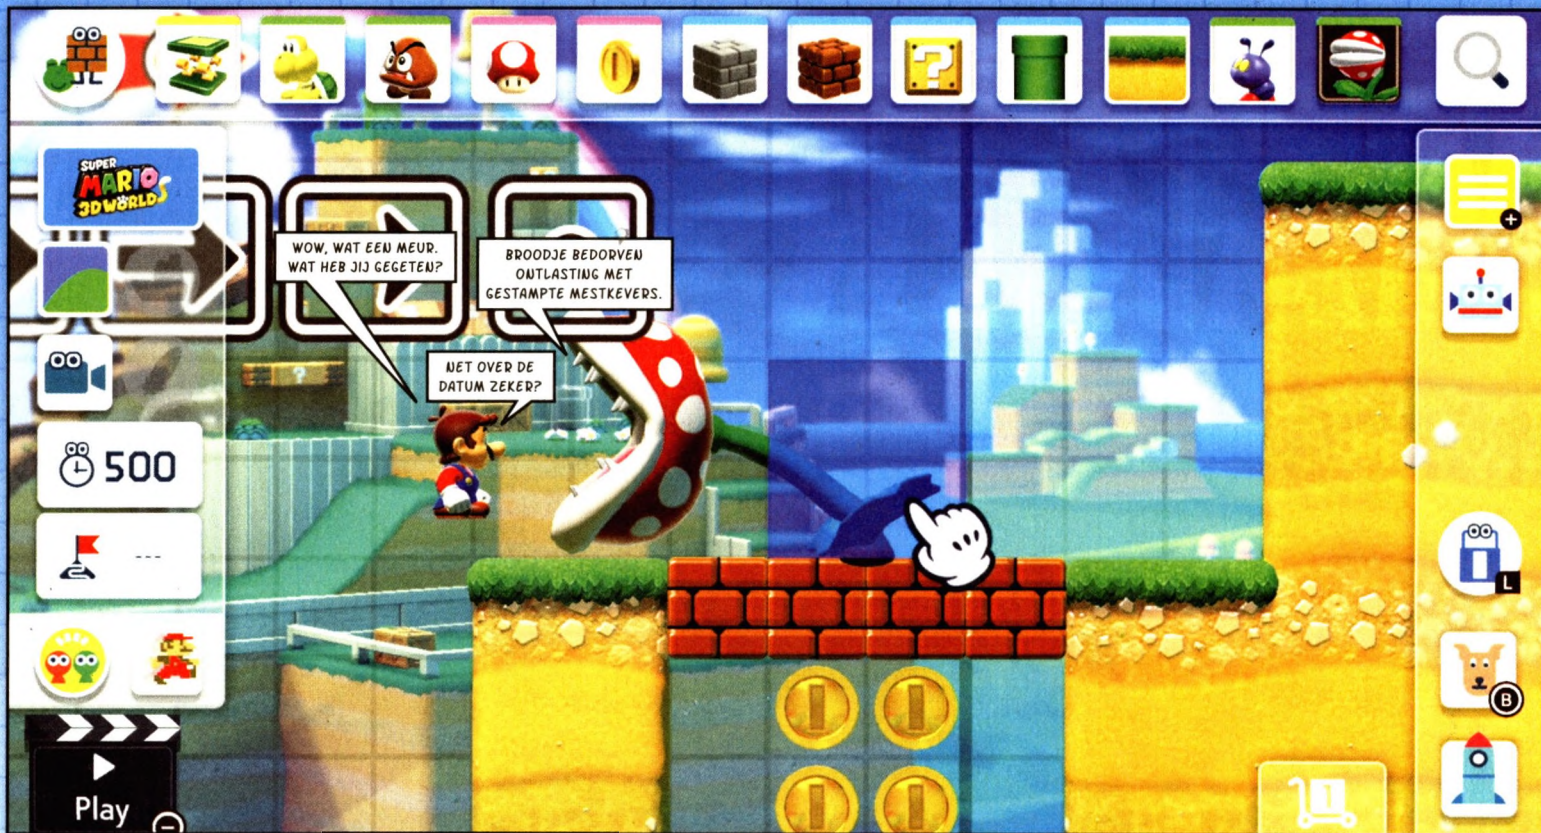 SUPER
MARIO
3D WORLD
WOW, WAT EEN MEUR.
WAT HEB JIJ GEGETEN?
BROODJE BEDORVEN
ONTLASTING MET
GESTAMPTE MESTKEVERS.
NET OVER DE
DATUM ZEKER?
500
---
L
B
Play
1